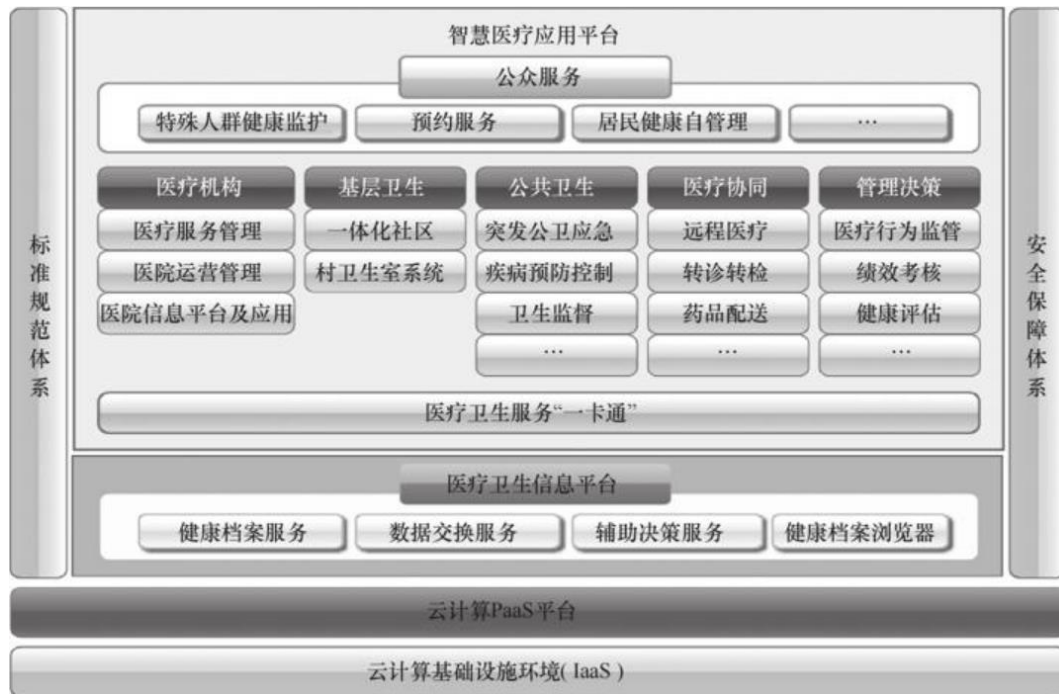 智慧医疗应用平台
公众服务
特殊人群健康监护 预约服务 居民健康自管理 …
医疗机构 基层卫生 公共卫生 医疗协同 管理决策
医疗服务管理 一体化社区 突发公卫应急 远程医疗 医疗行为监管
医院运营管理 村卫生室系统 疾病预防控制 转诊转检 绩效考核
医院信息平台及应用 卫生监督 药品配送 健康评估
… … …
医疗卫生服务“一卡通”
标准规范体系
安全保障体系
医疗卫生信息平台
健康档案服务 数据交换服务 辅助决策服务 健康档案浏览器
云计算PaaS平台
云计算基础设施环境( IaaS )